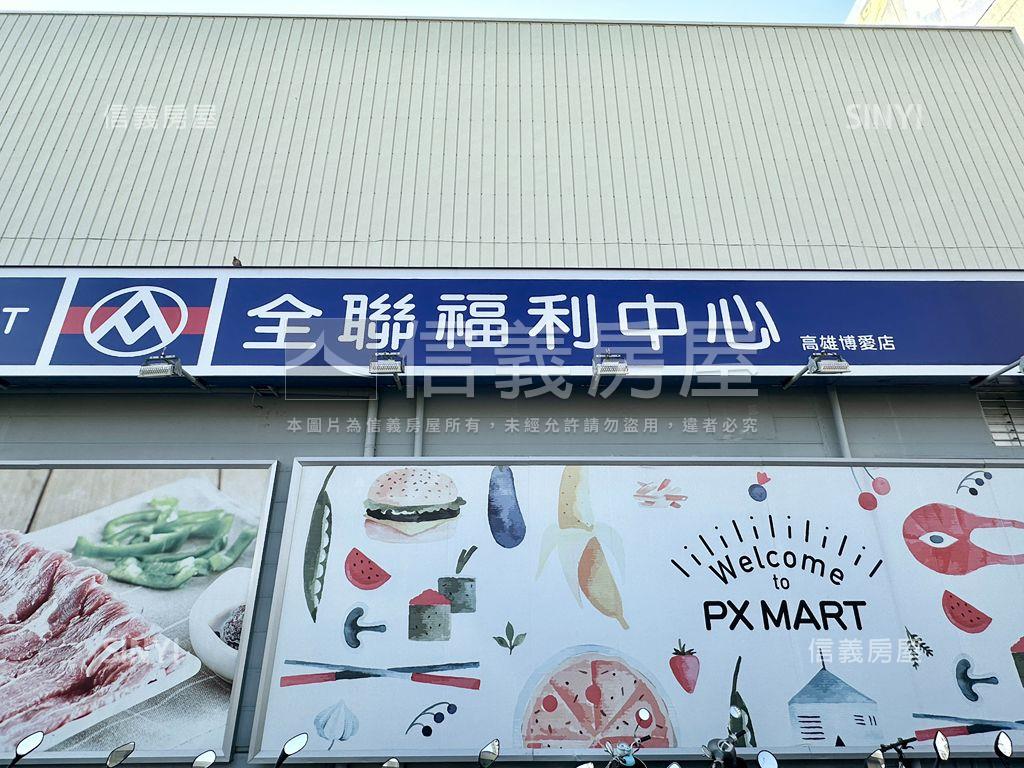 信義房屋
SINYI
T
全聯福利中心
高雄博愛店
信義房屋
本圖片為信義房屋所有，未經允許請勿盜用，違者必究
Welcome
to
PX MART
SINYI
信義房屋